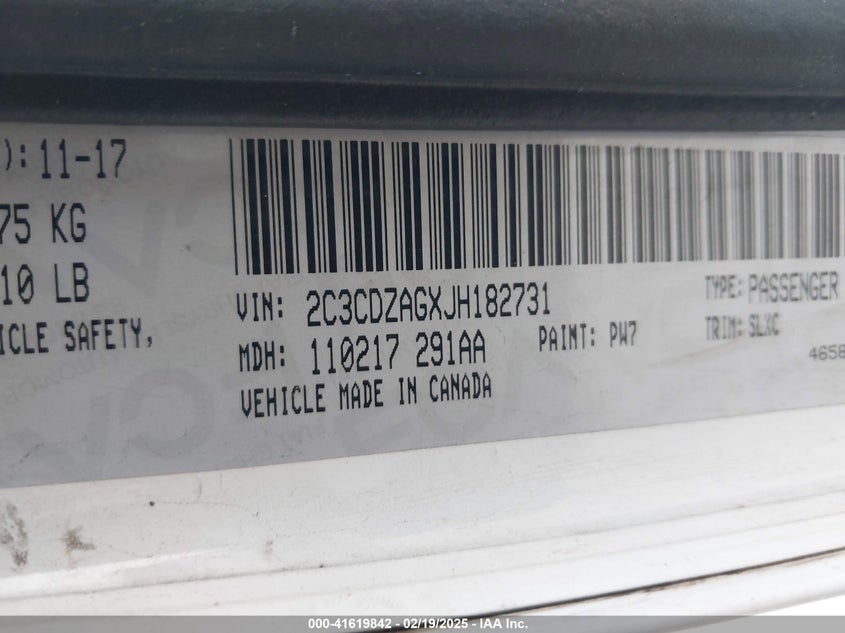 ): 11-17
75 KG
10 LB
ICLE SAFETY,
VIN: 2C3CDZAGXJH182731
TYPE: PASSENGER
MDH: 110217 291AA
PAINT: PW7
TRIM: SLXC
4658
VEHICLE MADE IN CANADA
000-41619842 - 02/19/2025 - IAA Inc.